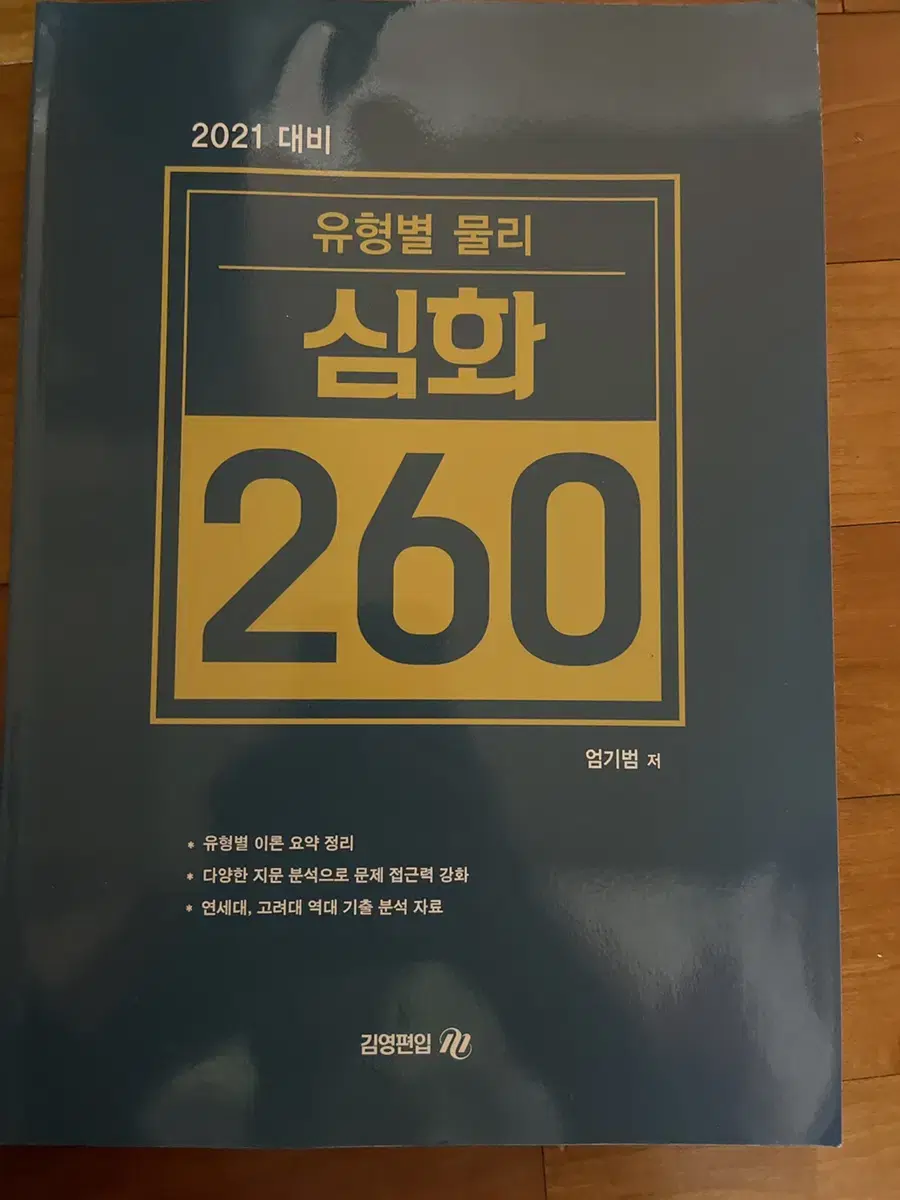 2021 대비
유형별 물리
심화
260
엄기범 저
* 유형별 이론 요약 정리
* 다양한 지문 분석으로 문제 접근력 강화
* 연세대, 고려대 역대 기출 분석 자료
김영편입